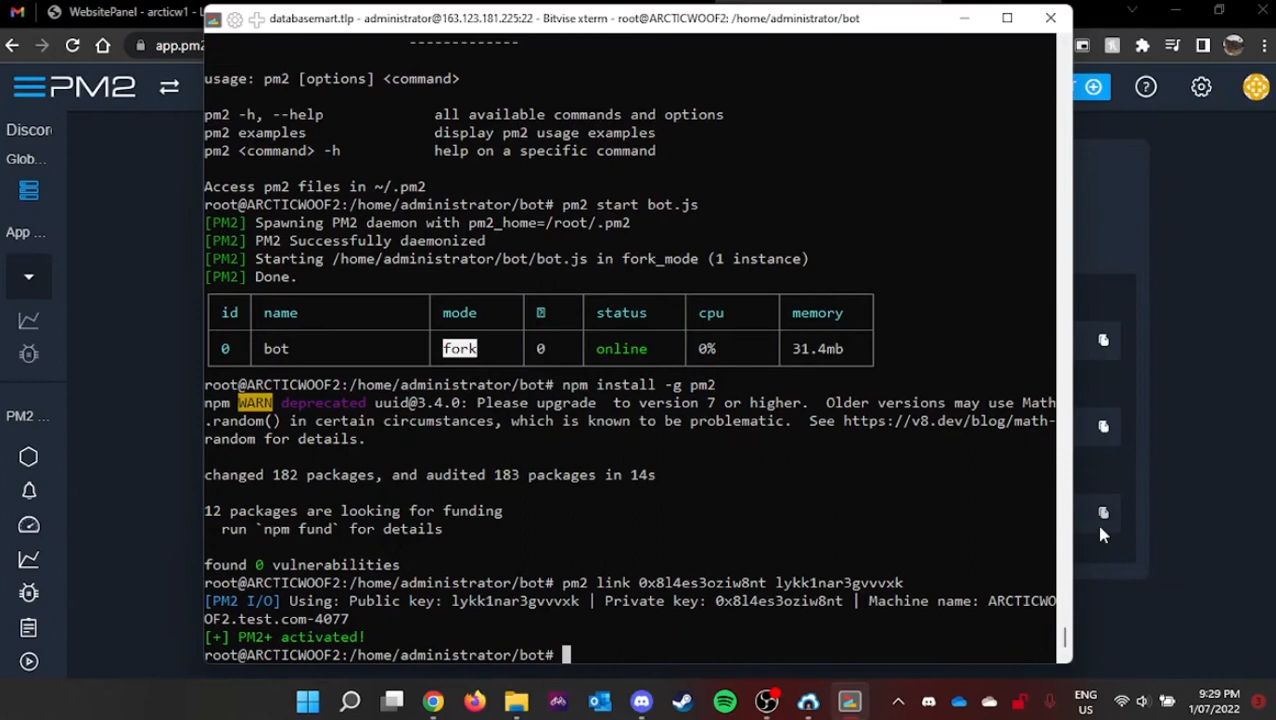 WebsitePanel - arcticw1 -
databasemart.tlp - administrator@163.123.181.225:22 - Bitvise xterm - root@ARCTICWOOF2: /home/administrator/bot
app.pm2
PM2
Discor
Glob...
App ...
PM2 ...
-------------
usage: pm2 [options] <command>
pm2 -h, --help all available commands and options
pm2 examples display pm2 usage examples
pm2 <command> -h help on a specific command
Access pm2 files in ~/.pm2
root@ARCTICWOOF2:/home/administrator/bot# pm2 start bot.js
[PM2] Spawning PM2 daemon with pm2_home=/root/.pm2
[PM2] PM2 Successfully daemonized
[PM2] Starting /home/administrator/bot/bot.js in fork_mode (1 instance)
[PM2] Done.
id name mode status cpu memory
0 bot fork 0 online 0% 31.4mb
root@ARCTICWOOF2:/home/administrator/bot# npm install -g pm2
npm WARN deprecated uuid@3.4.0: Please upgrade  to version 7 or higher.  Older versions may use Math
.random() in certain circumstances, which is known to be problematic.  See https://v8.dev/blog/math-
random for details.
changed 182 packages, and audited 183 packages in 14s
12 packages are looking for funding
run `npm fund` for details
found 0 vulnerabilities
root@ARCTICWOOF2:/home/administrator/bot# pm2 link 0x8l4es3oziw8nt lykk1nar3gvvvxk
[PM2 I/O] Using: Public key: lykk1nar3gvvvxk | Private key: 0x8l4es3oziw8nt | Machine name: ARCTICWO
OF2.test.com-4077
[+] PM2+ activated!
root@ARCTICWOOF2:/home/administrator/bot#
ENG
US
9:29 PM
1/07/2022